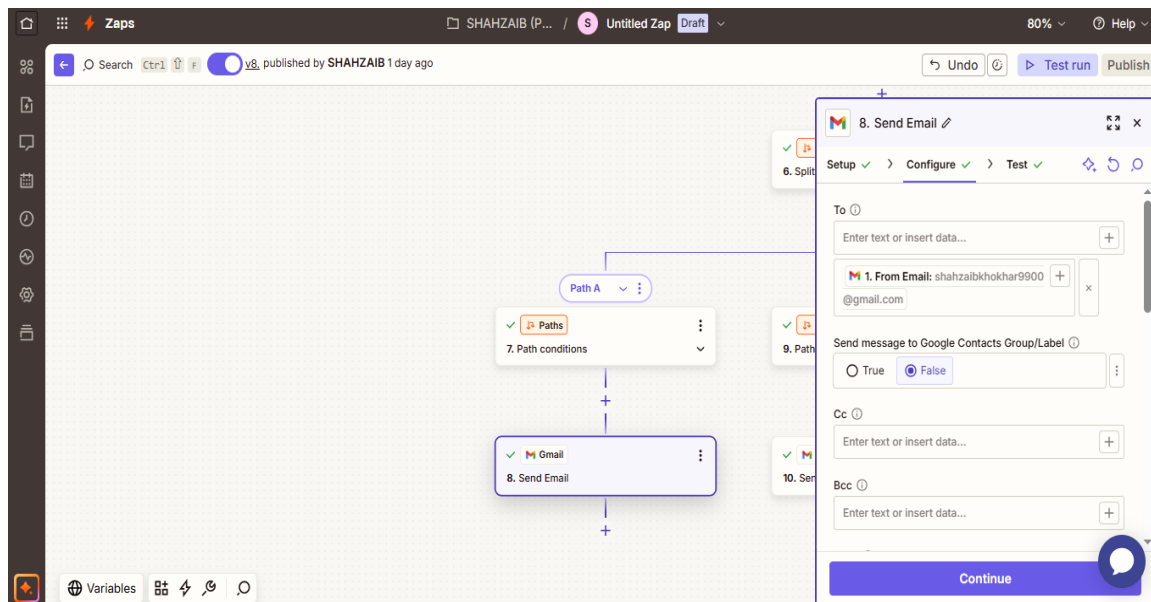 Zaps
SHAHZAIB (P... / S Untitled Zap Draft
80%
Help
Search Ctrl ⇧ F v8. published by SHAHZAIB 1 day ago
Undo
Test run
Publish
8. Send Email
Setup
Configure
Test
6. Split
To
Enter text or insert data...
1. From Email: shahzaibkhokhar9900
@gmail.com
Path A
Paths
7. Path conditions
9. Path
Send message to Google Contacts Group/Label
True
False
Cc
Enter text or insert data...
Gmail
8. Send Email
10. Sen
Bcc
Enter text or insert data...
Variables
Continue